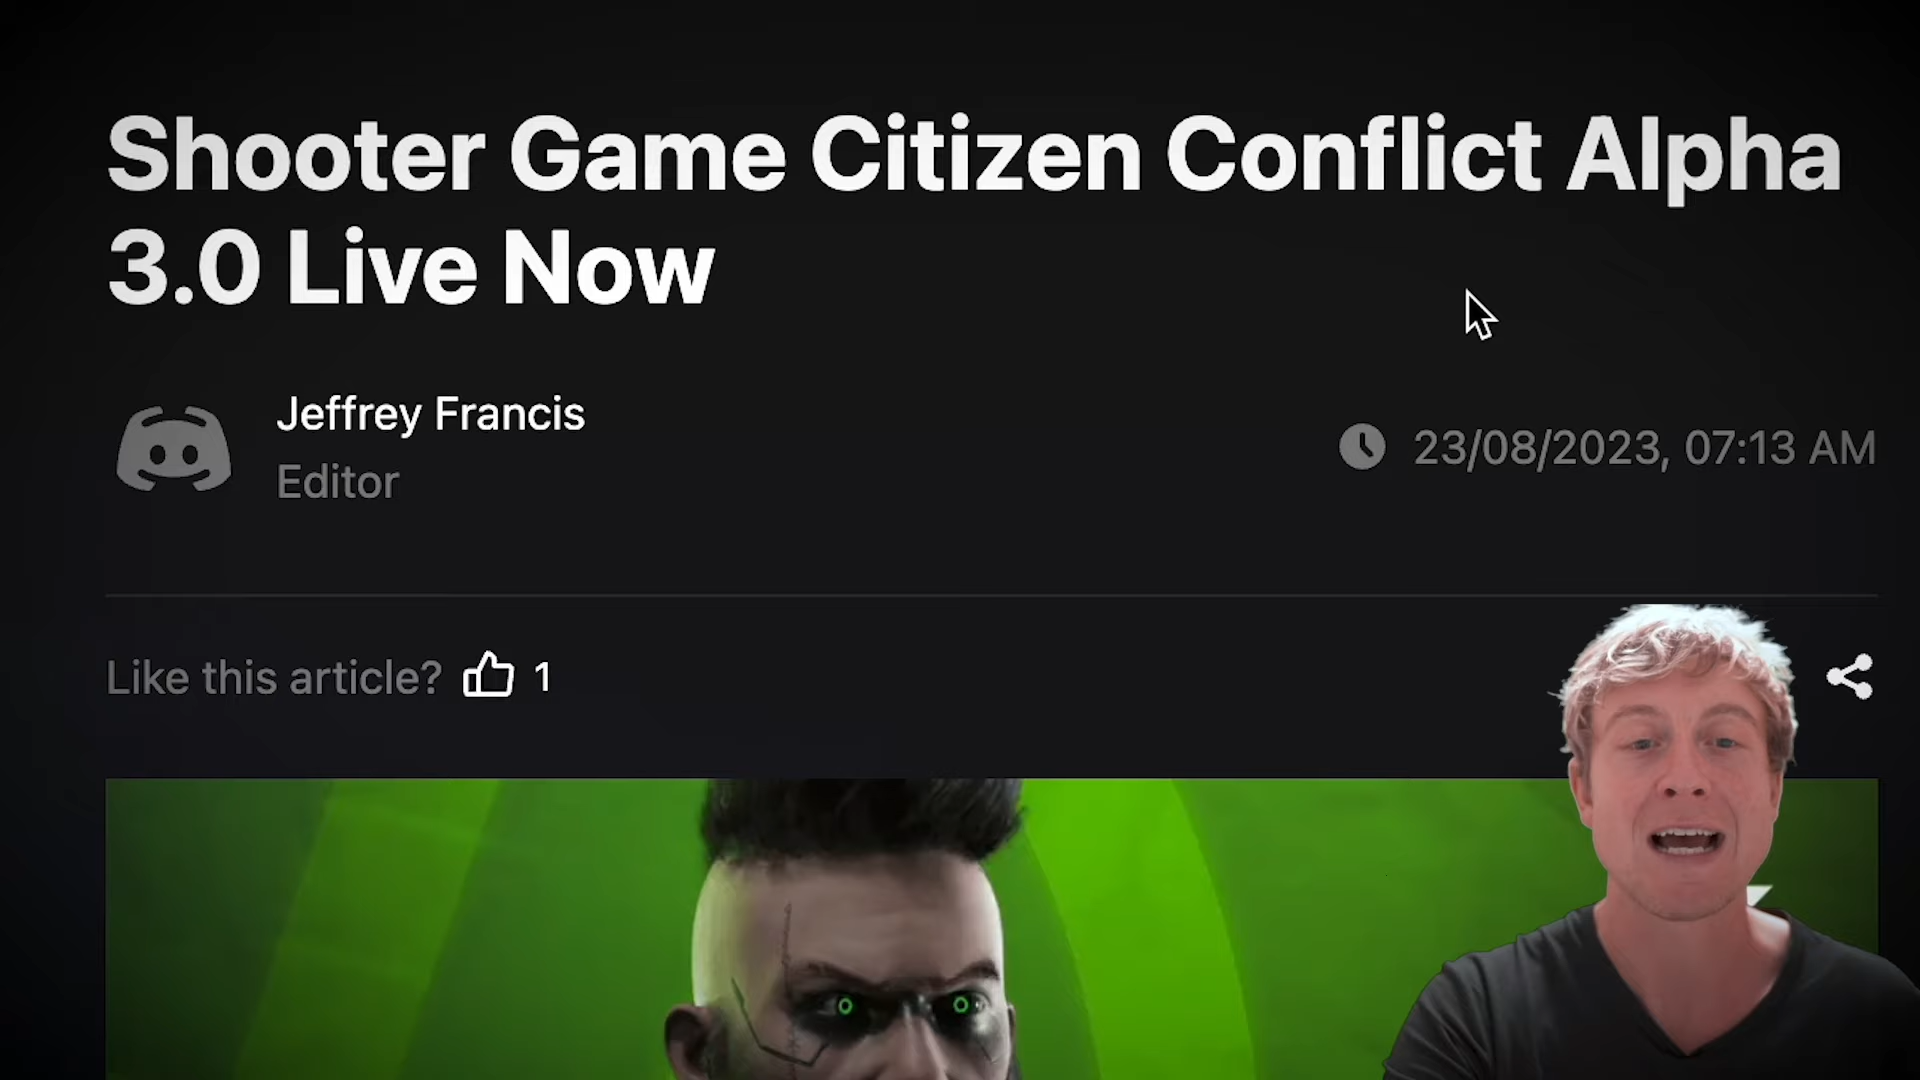 Shooter Game Citizen Conflict Alpha
3.0 Live Now
Jeffrey Francis
Editor
23/08/2023, 07:13 AM
Like this article? 1